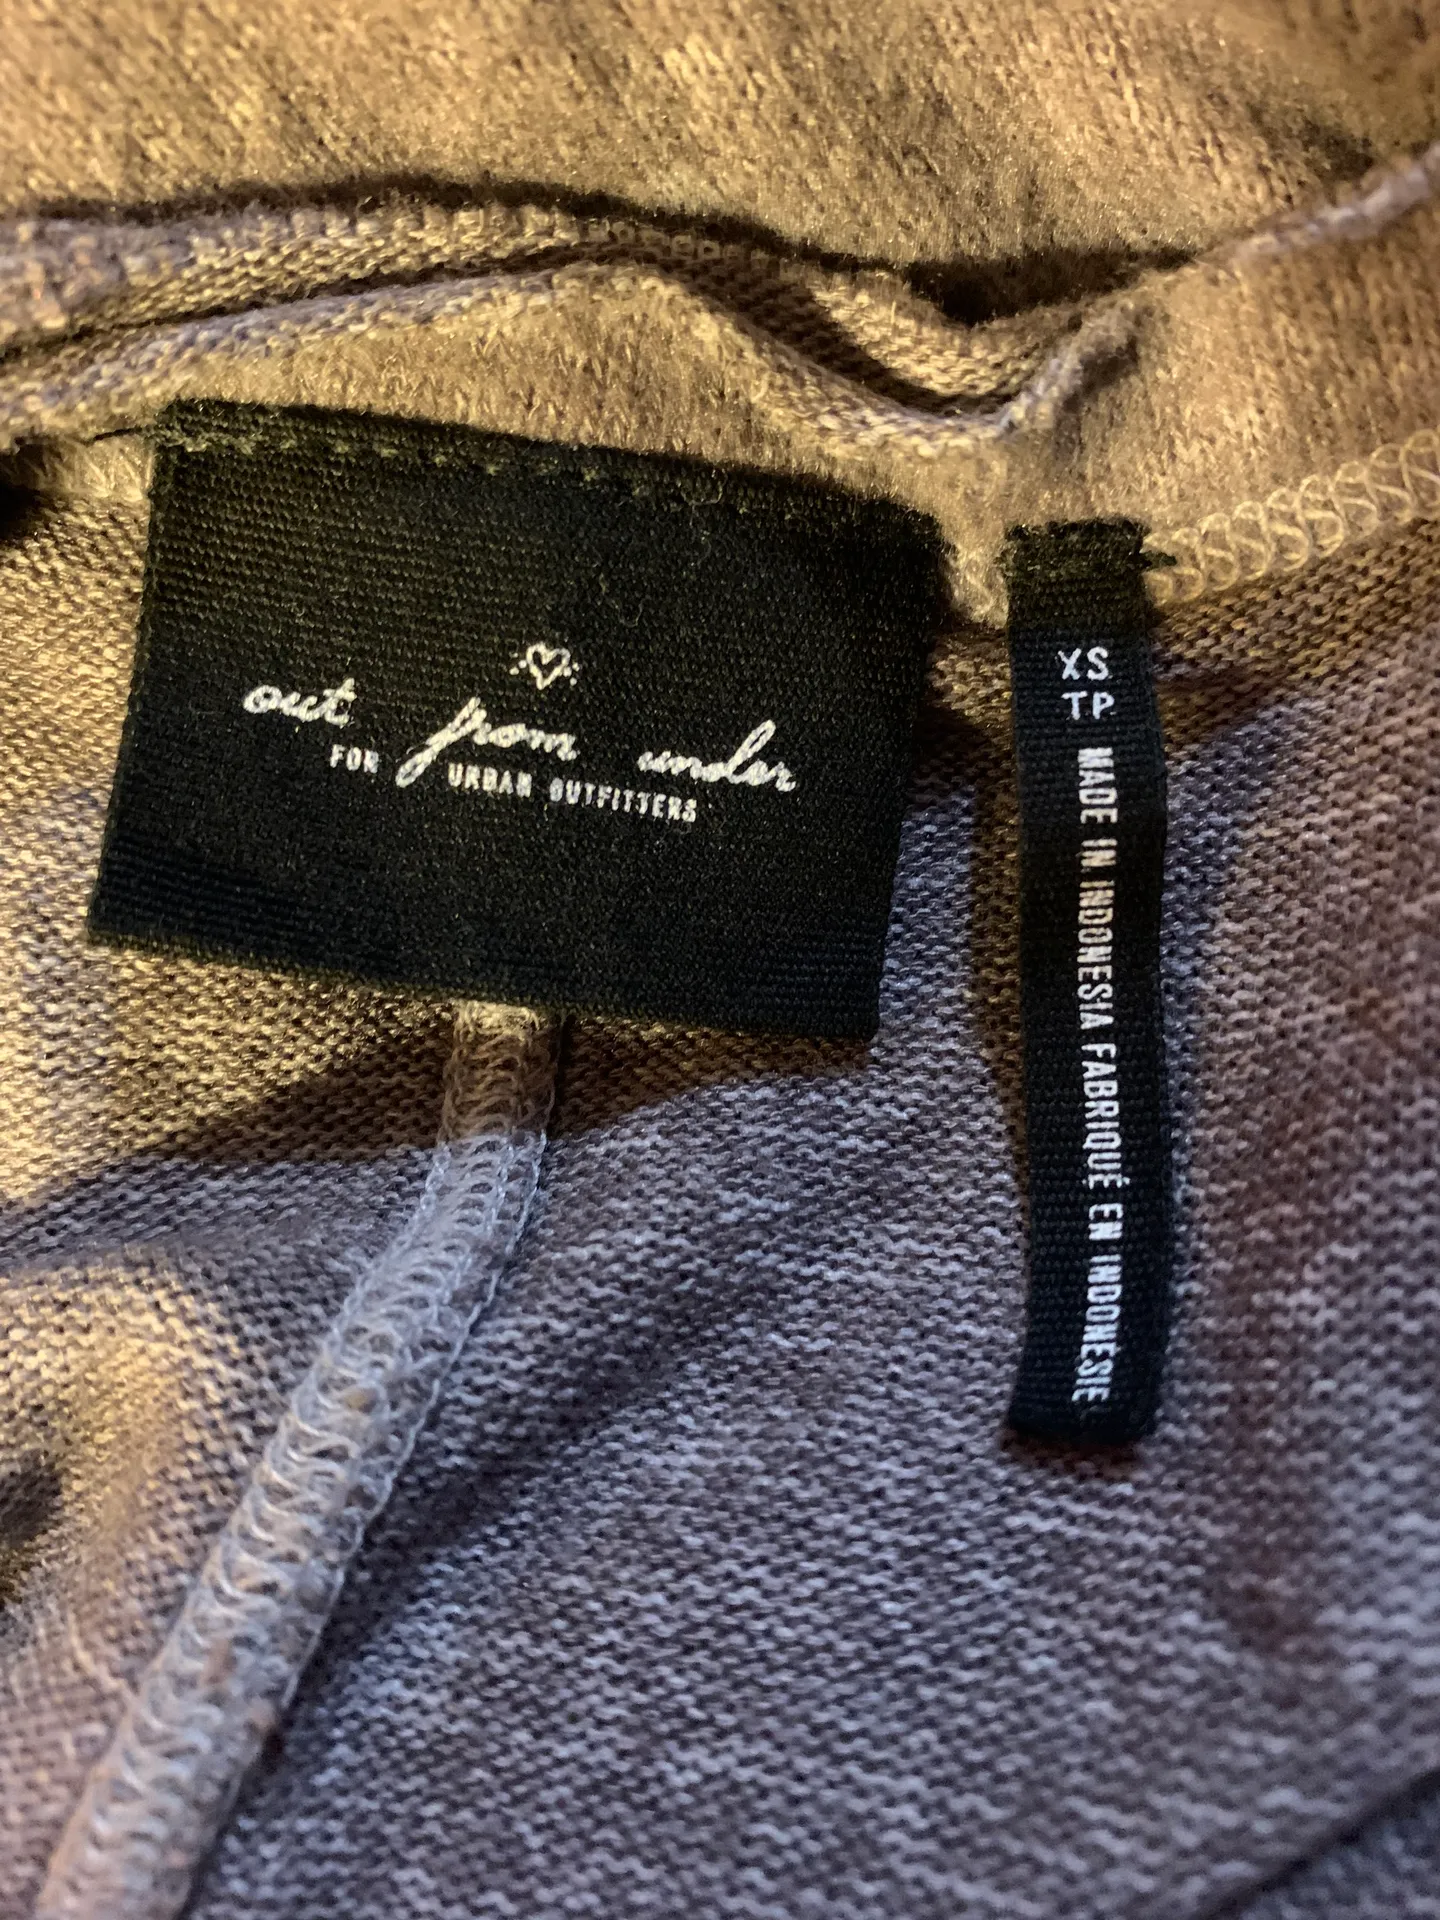 out from under
FOR URBAN OUTFITTERS
XS
TP
MADE IN INDONESIA FABRIQUÉ EN INDONESIE